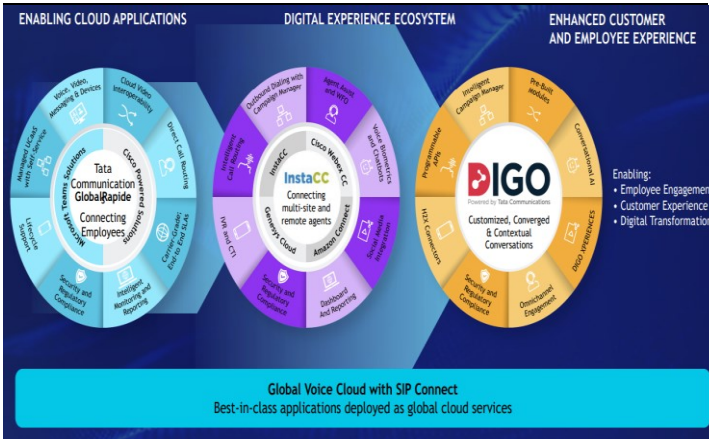 ENABLING CLOUD APPLICATIONS
DIGITAL EXPERIENCE ECOSYSTEM
ENHANCED CUSTOMER
AND EMPLOYEE EXPERIENCE
Voice, Video,
Messaging & Devices
Cloud Video
Interoperability
Direct Call Routing
Carrier-Grade;
End to End SLAs
Intelligent
Monitoring and
Reporting
Security and
Regulatory
Compliance
Lifecycle
Support
Managed UCaaS
with Self-Service
Microsoft Teams Solutions
Cisco Powered Solutions
Tata
Communication
GlobalRapide
Connecting
Employees
Outbound Dialing with
Campaign Manager
Agent Assist
and WFO
Voice Biometrics
and Chatbots
Social Media
Integration
Dashboard
And Reporting
Security and
Regulatory
Compliance
IVR and CTI
Intelligent
Call Routing
InstaCC
Cisco Webex CC
Genesys Cloud
Amazon Connect
InstaCC
Connecting
multi-site and
remote agents
Intelligent
Campaign Manager
Pre-Built
Modules
Conversational AI
DIGO XPERIENCES
Omnichannel
Engagement
Security and
Regulatory
Compliance
H2X Connectors
Programmable
APIs
DIGO
Powered by Tata Communications
Customized, Converged
& Contextual
Conversations
Enabling:
• Employee Engagement
• Customer Experience
• Digital Transformation
Global Voice Cloud with SIP Connect
Best-in-class applications deployed as global cloud services